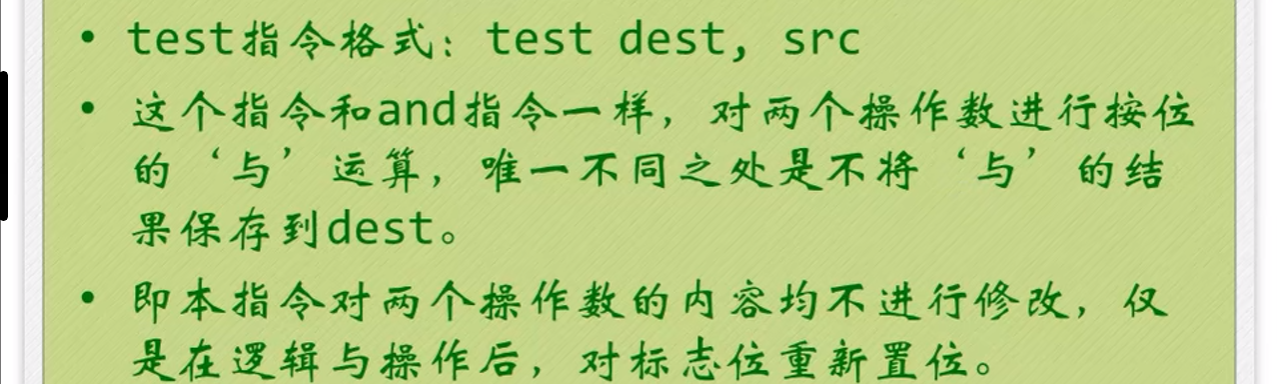 • test指令格式：test dest, src
• 这个指令和and指令一样，对两个操作数进行按位
的‘与’运算，唯一不同之处是不将‘与’的结
果保存到dest。
• 即本指令对两个操作数的内容均不进行修改，仅
是在逻辑与操作后，对标志位重新置位。